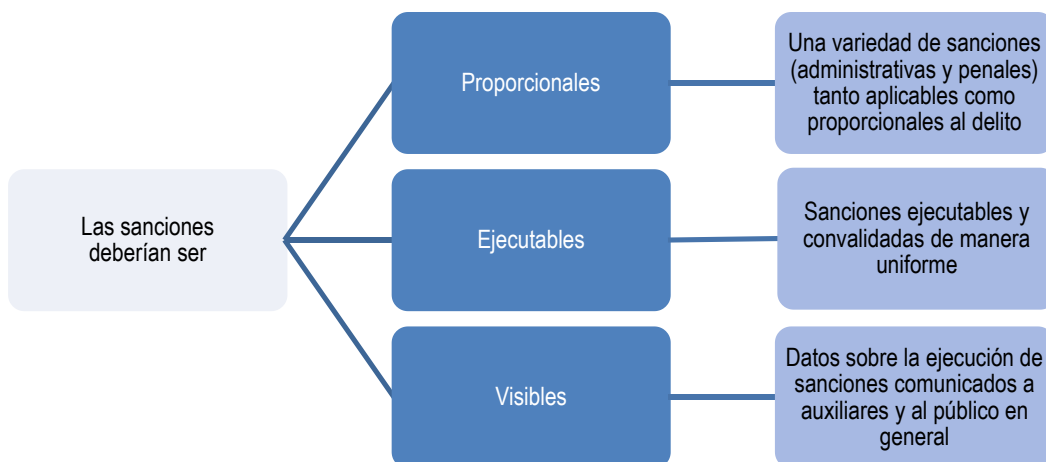 Las sanciones
deberían ser
Proporcionales
Una variedad de sanciones
(administrativas y penales)
tanto aplicables como
proporcionales al delito
Ejecutables
Sanciones ejecutables y
convalidadas de manera
uniforme
Visibles
Datos sobre la ejecución de
sanciones comunicados a
auxiliares y al público en
general